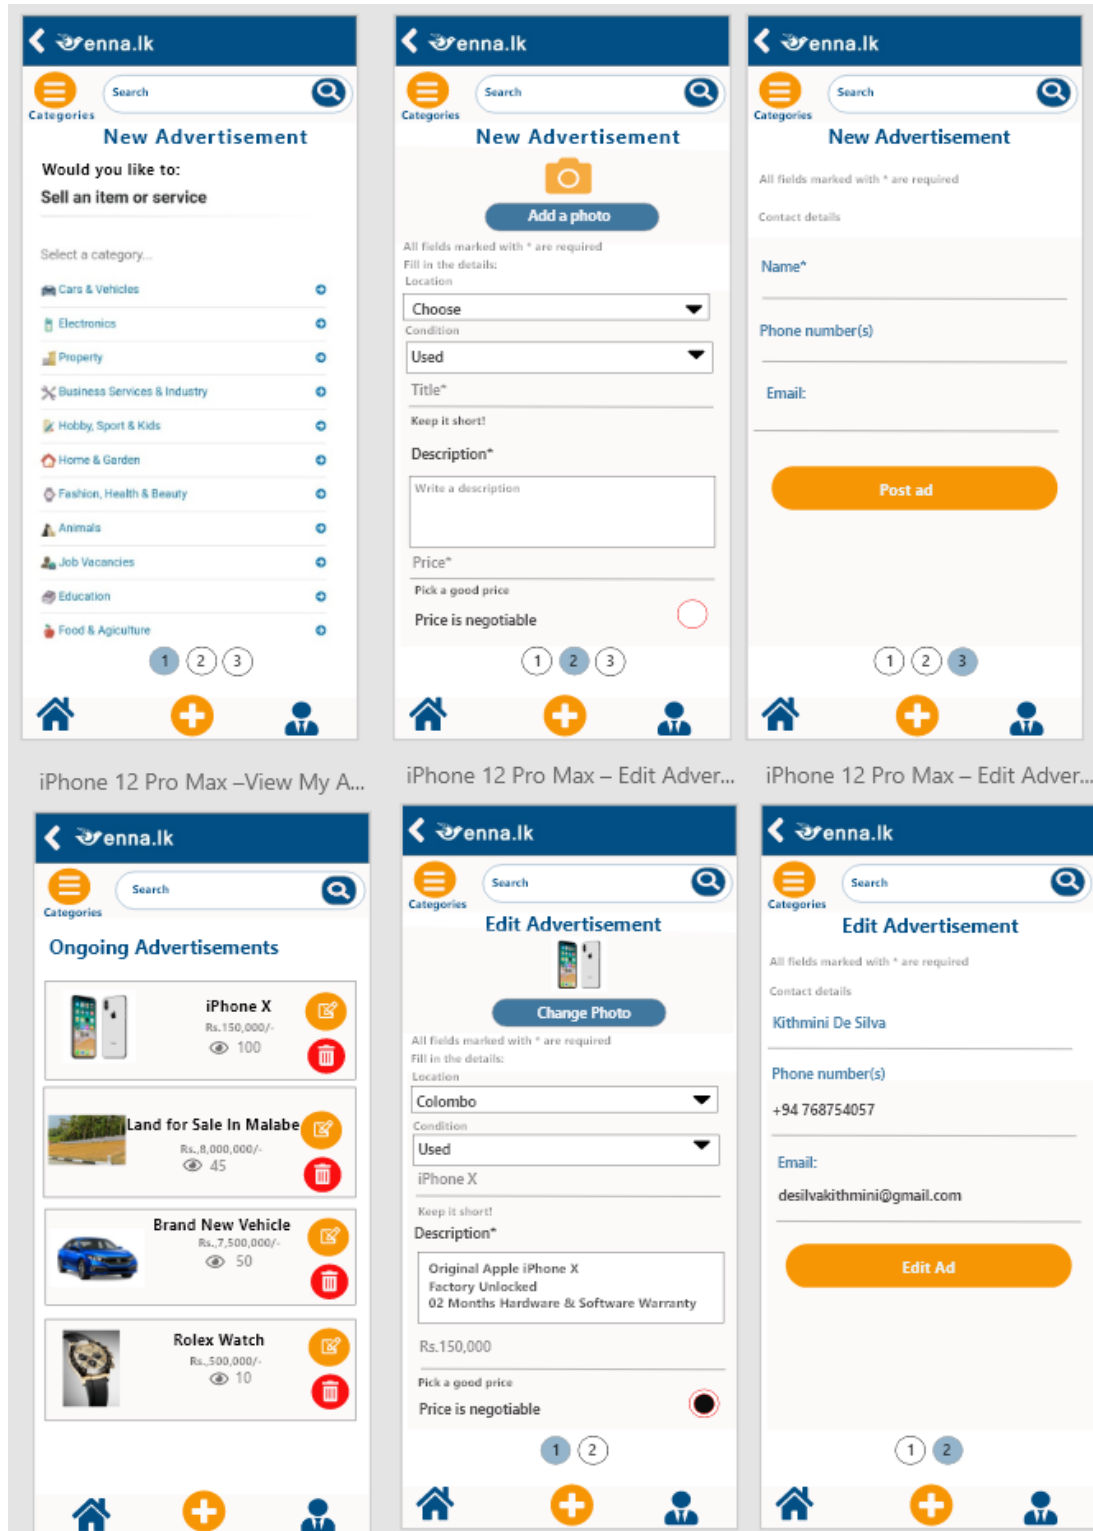 enna.lk
Search
Categories
New Advertisement
Would you like to:
Sell an item or service
Select a category...
Cars & Vehicles
Electronics
Property
Business Services & Industry
Hobby, Sport & Kids
Home & Garden
Fashion, Health & Beauty
Animals
Job Vacancies
Education
Food & Agiculture
1 2 3
enna.lk
Search
Categories
New Advertisement
Add a photo
All fields marked with * are required
Fill in the details:
Location
Choose
Condition
Used
Title*
Keep it short!
Description*
Write a description
Price*
Pick a good price
Price is negotiable
1 2 3
enna.lk
Search
Categories
New Advertisement
All fields marked with * are required
Contact details
Name*
Phone number(s)
Email:
Post ad
1 2 3
iPhone 12 Pro Max –View My A...
enna.lk
Search
Categories
Ongoing Advertisements
iPhone X
Rs.150,000/-
100
Land for Sale In Malabe
Rs.,8,000,000/-
45
Brand New Vehicle
Rs.,7,500,000/-
50
Rolex Watch
Rs.,500,000/-
10
iPhone 12 Pro Max – Edit Adver...
enna.lk
Search
Categories
Edit Advertisement
Change Photo
All fields marked with * are required
Fill in the details:
Location
Colombo
Condition
Used
iPhone X
Keep it short!
Description*
Original Apple iPhone X
Factory Unlocked
02 Months Hardware & Software Warranty
Rs.150,000
Pick a good price
Price is negotiable
1 2
iPhone 12 Pro Max – Edit Adver...
enna.lk
Search
Categories
Edit Advertisement
All fields marked with * are required
Contact details
Kithmini De Silva
Phone number(s)
+94 768754057
Email:
desilvakithmini@gmail.com
Edit Ad
1 2